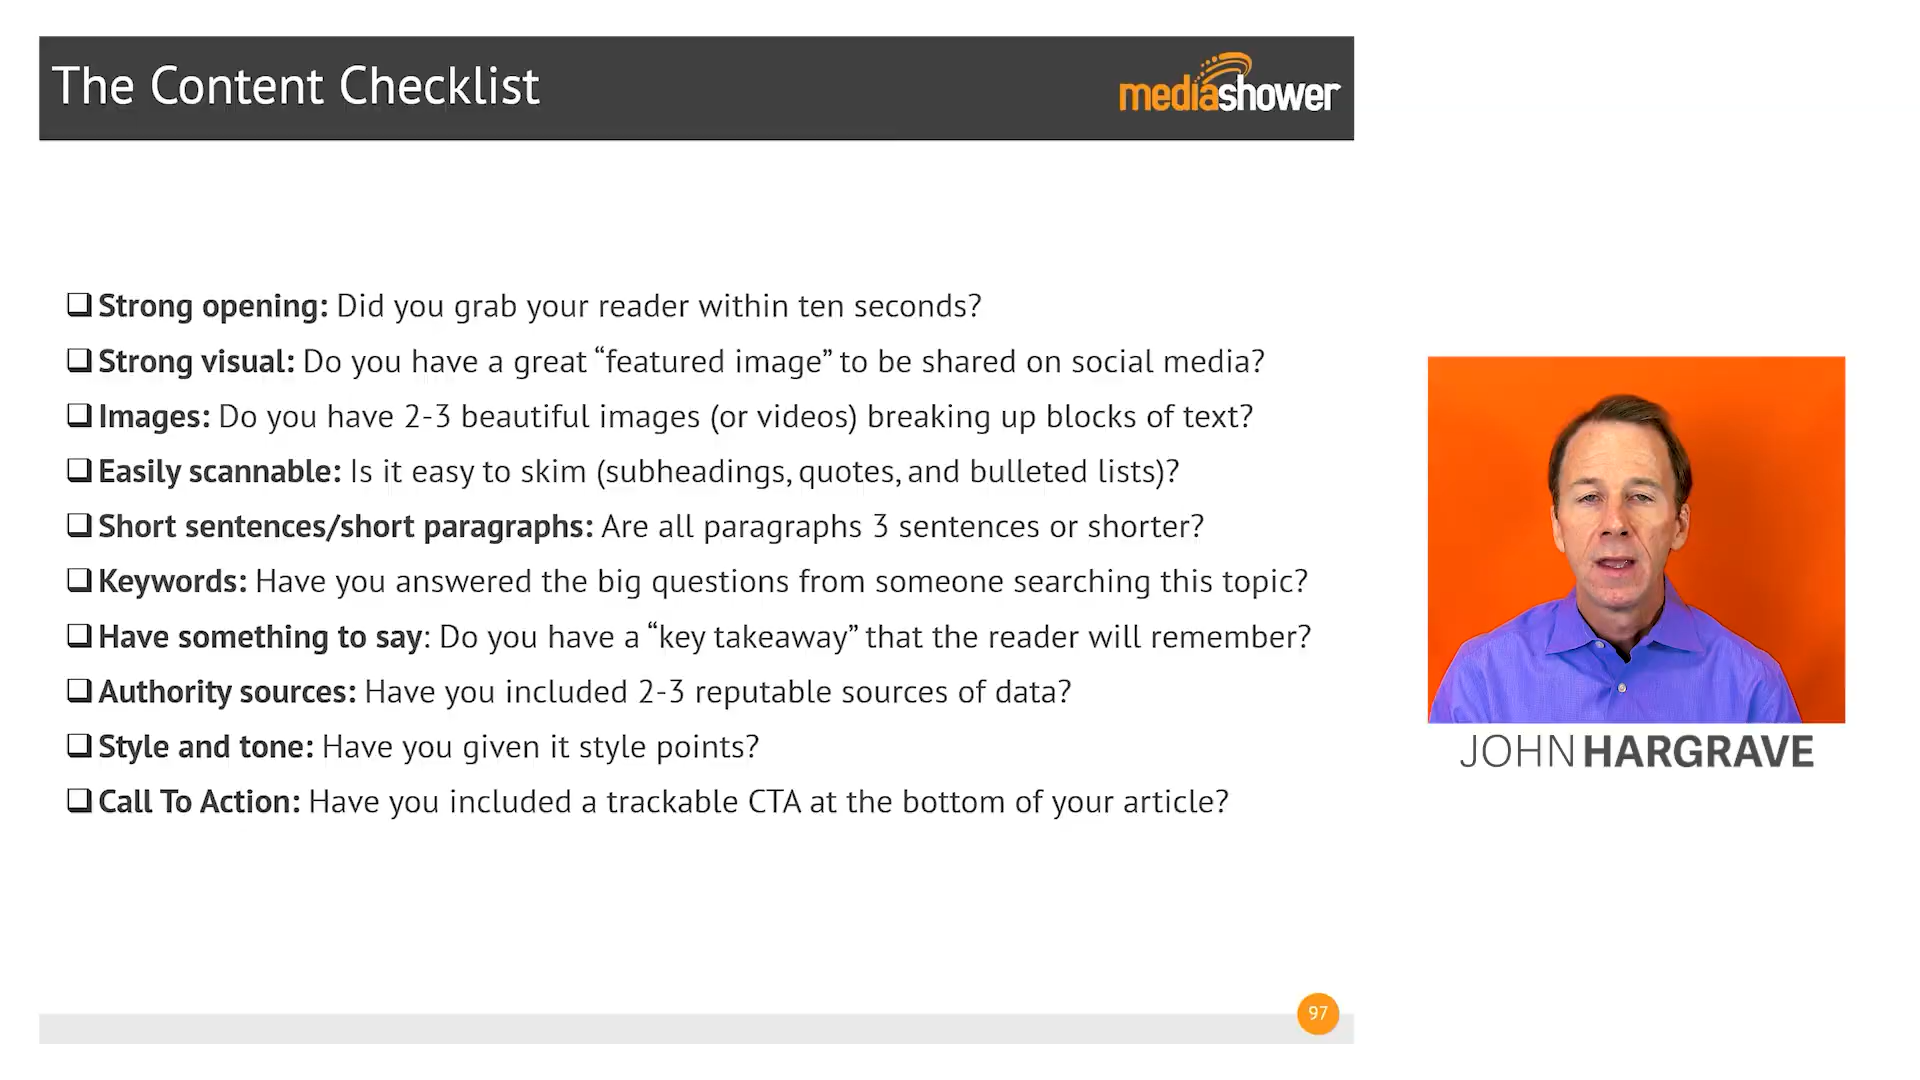 The Content Checklist
mediashower
❑ Strong opening: Did you grab your reader within ten seconds?
❑ Strong visual: Do you have a great “featured image” to be shared on social media?
❑ Images: Do you have 2-3 beautiful images (or videos) breaking up blocks of text?
❑ Easily scannable: Is it easy to skim (subheadings, quotes, and bulleted lists)?
❑ Short sentences/short paragraphs: Are all paragraphs 3 sentences or shorter?
❑ Keywords: Have you answered the big questions from someone searching this topic?
❑ Have something to say: Do you have a “key takeaway” that the reader will remember?
❑ Authority sources: Have you included 2-3 reputable sources of data?
❑ Style and tone: Have you given it style points?
❑ Call To Action: Have you included a trackable CTA at the bottom of your article?
JOHN HARGRAVE
97